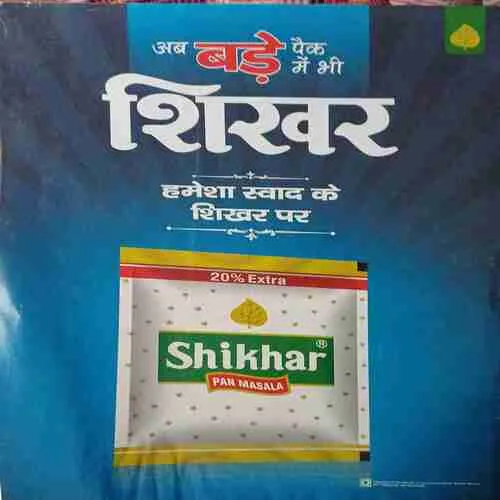 अब बड़े पैक
में भी
शिखर
हमेशा स्वाद के
शिखर पर
20% Extra
Shikhar®
PAN MASALA